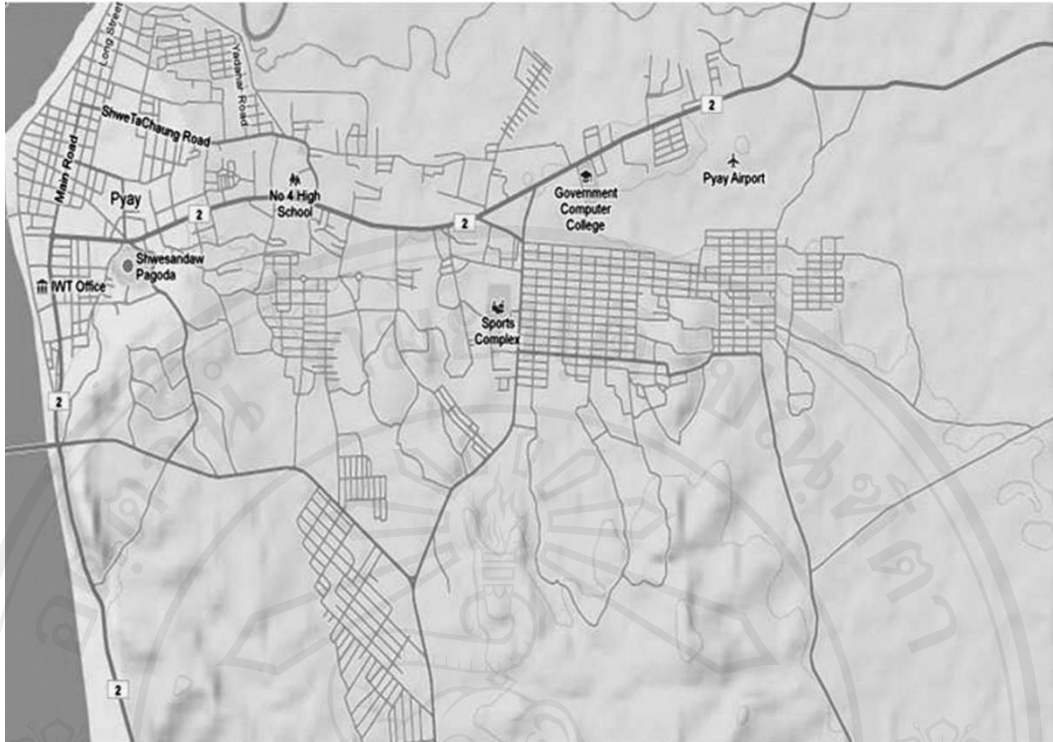 Long Street
Yadanar Road
ShweTaChaung Road
Main Road
Pyay
2
No 4 High
School
2
2
Government
Computer
College
Pyay Airport
Shwesandaw
Pagoda
IWT Office
Sports
Complex
2
2